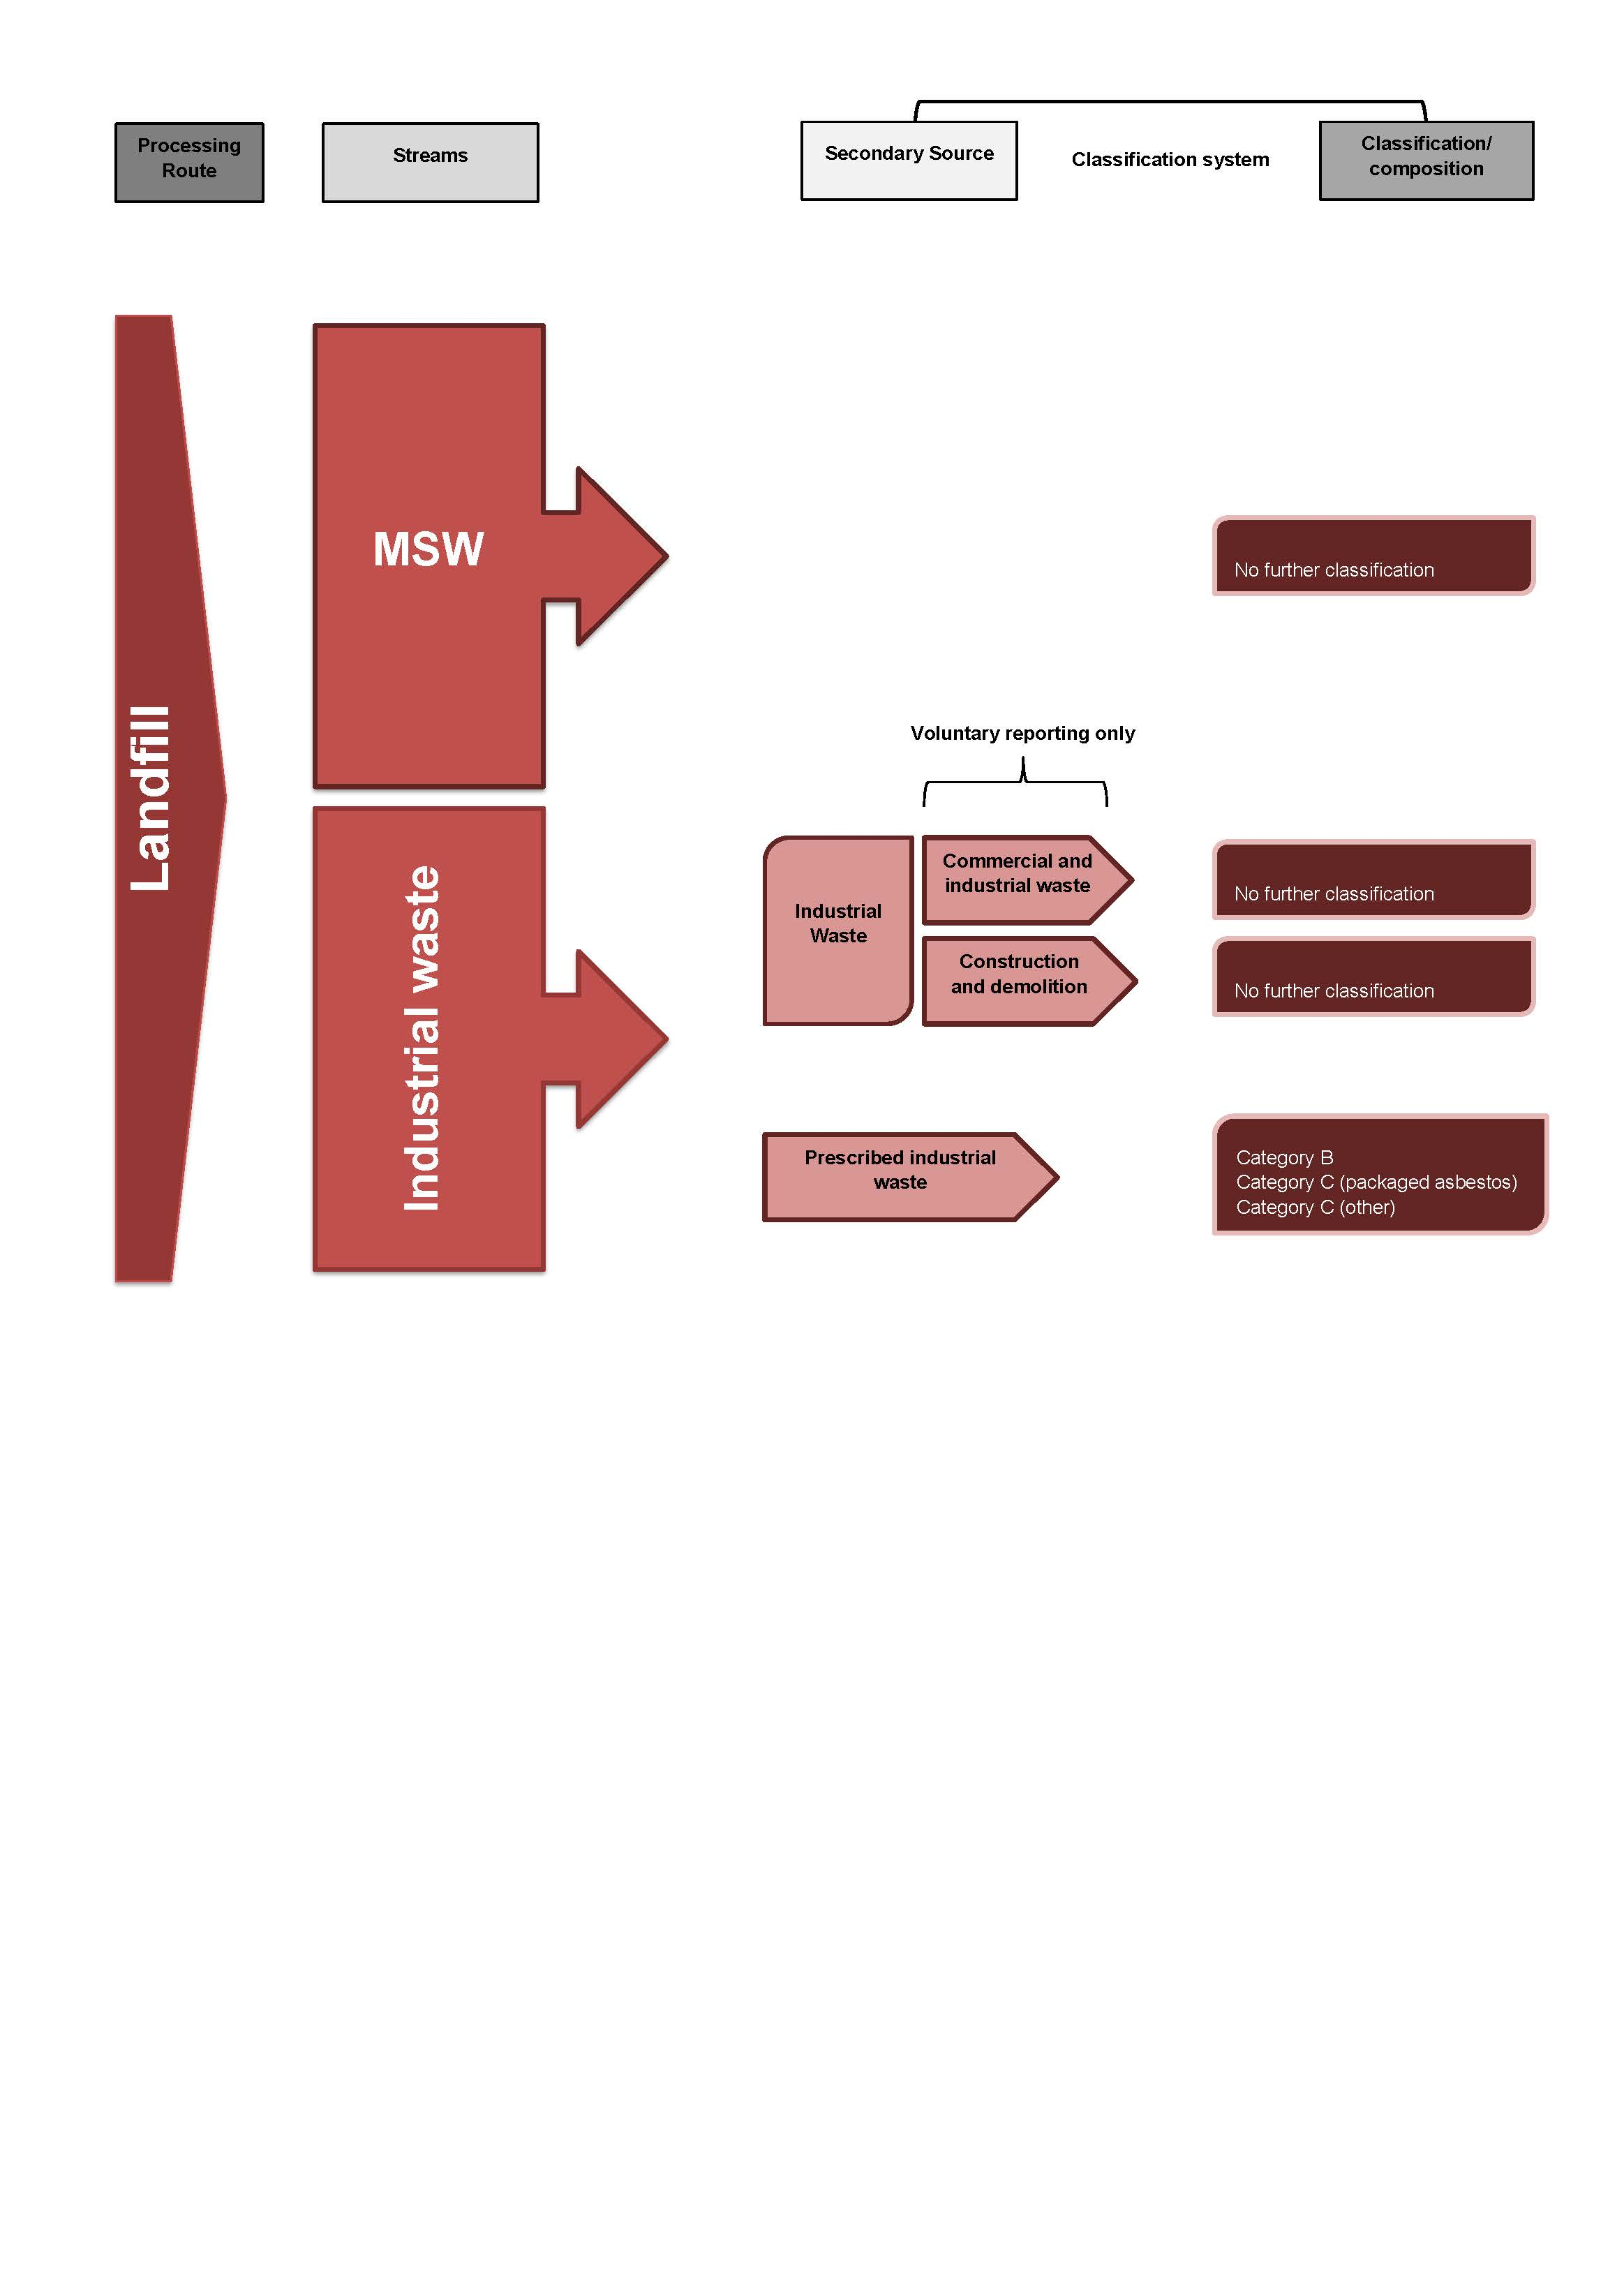 Processing
Route
Streams
Secondary Source
Classification system
Classification/
composition
Landfill
MSW
No further classification
Voluntary reporting only
Industrial waste
Industrial
Waste
Commercial and
industrial waste
No further classification
Construction
and demolition
No further classification
Prescribed industrial
waste
Category B
Category C (packaged asbestos)
Category C (other)